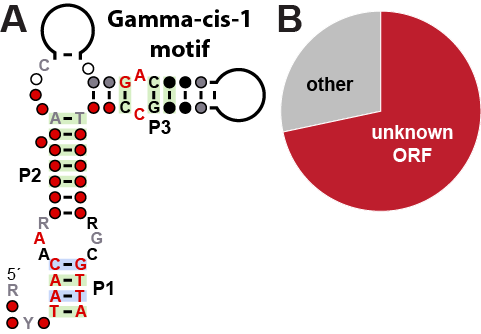 A
Gamma-cis-1
motif
B
C
G A C
C C G
P3
A - T
P2
R R
A G
A C
C - G
A - T
A - T
T - A
P1
5´
R
Y
other
unknown
ORF